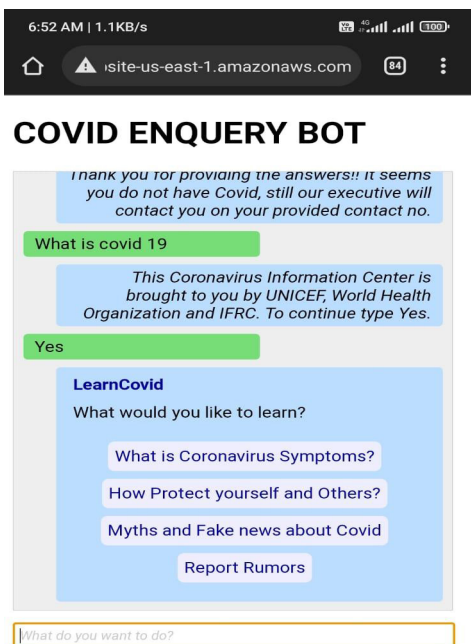 6:52 AM | 1.1KB/s
Vo LTE 4G 100
site-us-east-1.amazonaws.com 84
COVID ENQUERY BOT
Thank you for providing the answers!! It seems
you do not have Covid, still our executive will
contact you on your provided contact no.
What is covid 19
This Coronavirus Information Center is
brought to you by UNICEF, World Health
Organization and IFRC. To continue type Yes.
Yes
LearnCovid
What would you like to learn?
What is Coronavirus Symptoms?
How Protect yourself and Others?
Myths and Fake news about Covid
Report Rumors
What do you want to do?